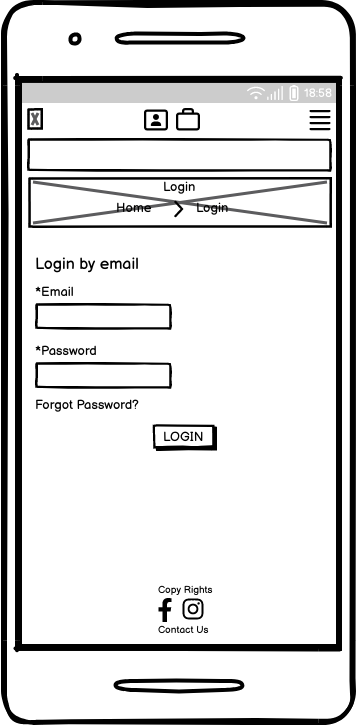 18:58
X
Login
Home > Login
Login by email
*Email
*Password
Forgot Password?
LOGIN
Copy Rights
Contact Us